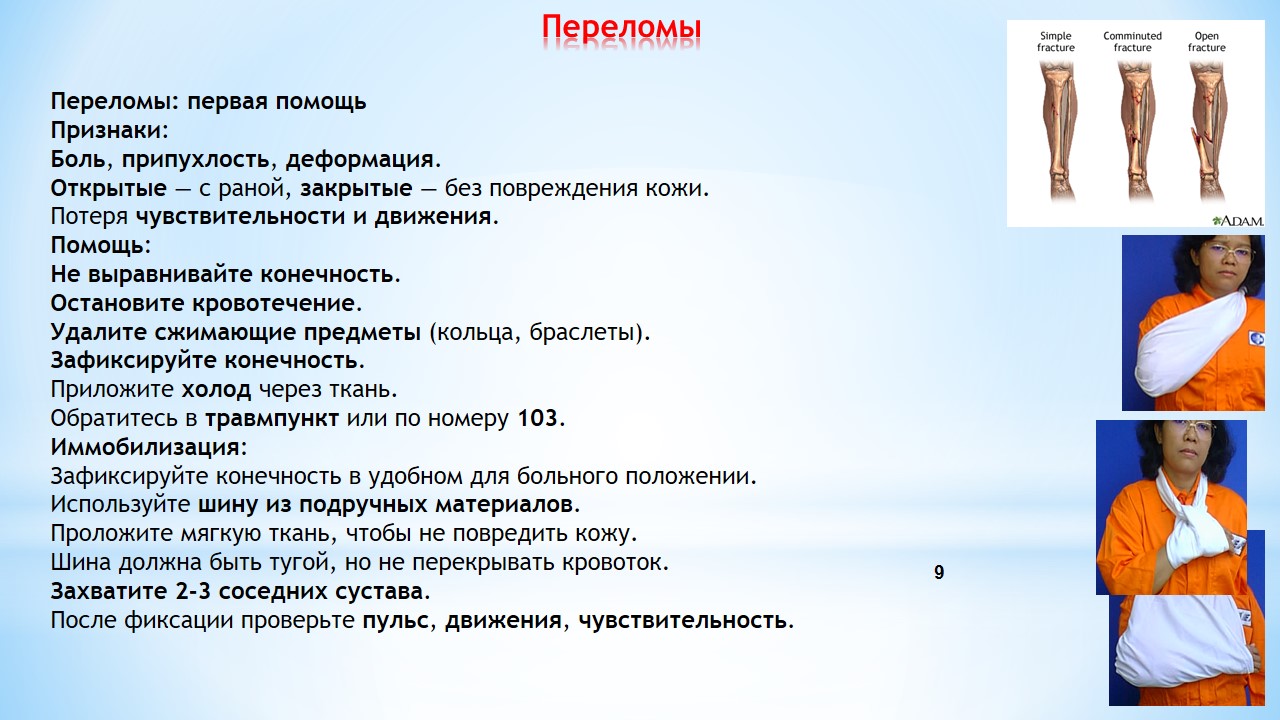 Переломы
Simple fracture
Comminuted fracture
Open fracture
ADAM.
Переломы: первая помощь
Признаки:
Боль, припухлость, деформация.
Открытые — с раной, закрытые — без повреждения кожи.
Потеря чувствительности и движения.
Помощь:
Не выравнивайте конечность.
Остановите кровотечение.
Удалите сжимающие предметы (кольца, браслеты).
Зафиксируйте конечность.
Приложите холод через ткань.
Обратитесь в травмпункт или по номеру 103.
Иммобилизация:
Зафиксируйте конечность в удобном для больного положении.
Используйте шину из подручных материалов.
Проложите мягкую ткань, чтобы не повредить кожу.
Шина должна быть тугой, но не перекрывать кровоток.
Захватите 2-3 соседних сустава.
После фиксации проверьте пульс, движения, чувствительность.
9